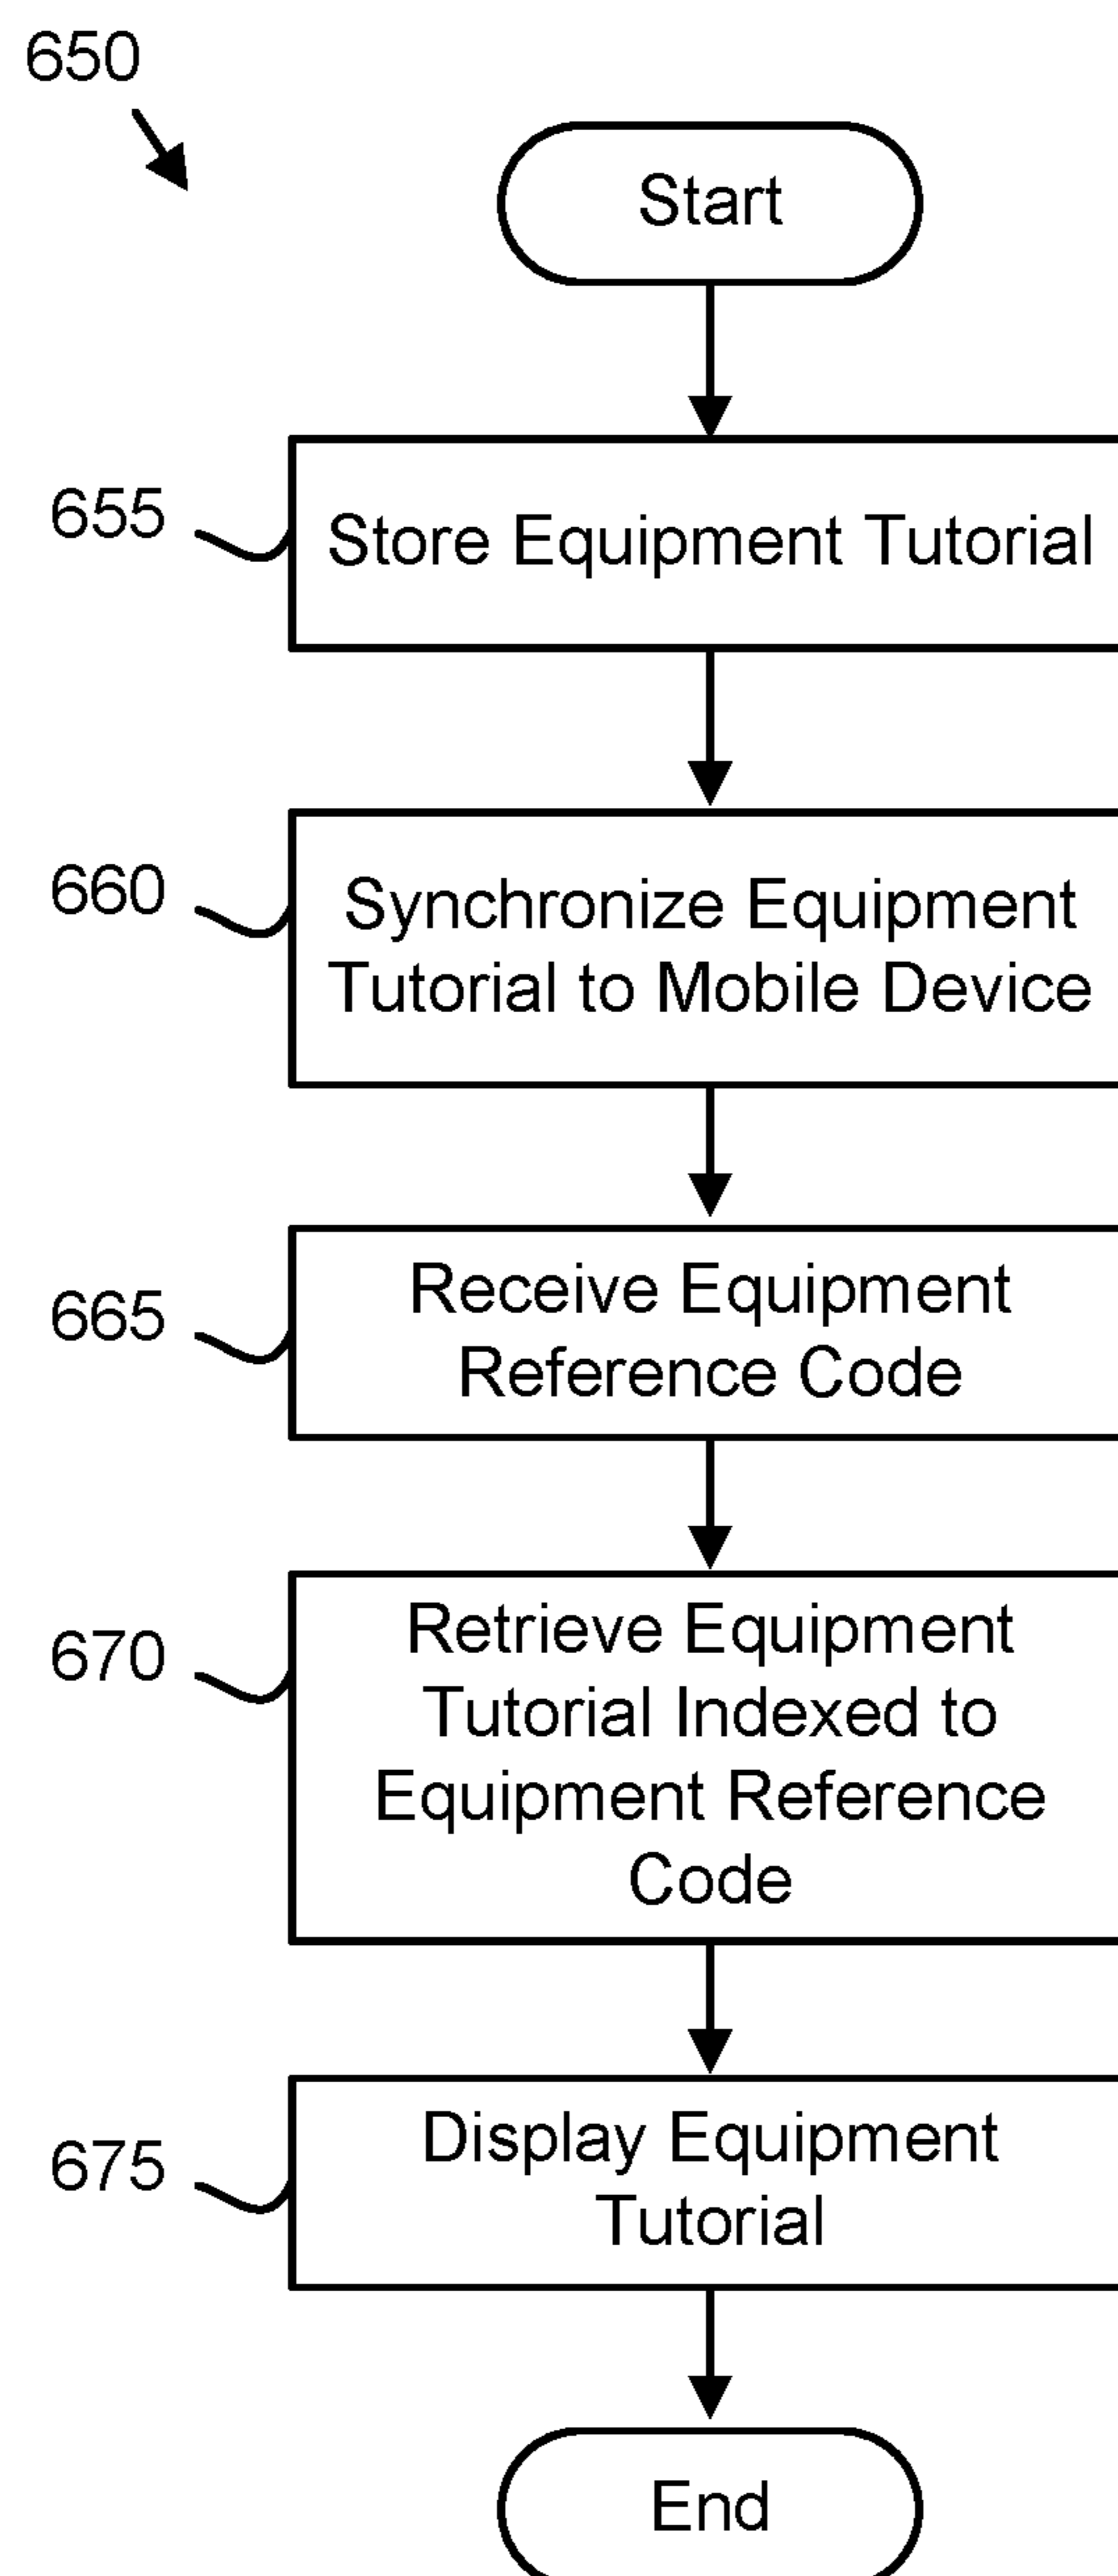 650
Start
655
Store Equipment Tutorial
660
Synchronize Equipment
Tutorial to Mobile Device
665
Receive Equipment
Reference Code
670
Retrieve Equipment
Tutorial Indexed to
Equipment Reference
Code
675
Display Equipment
Tutorial
End